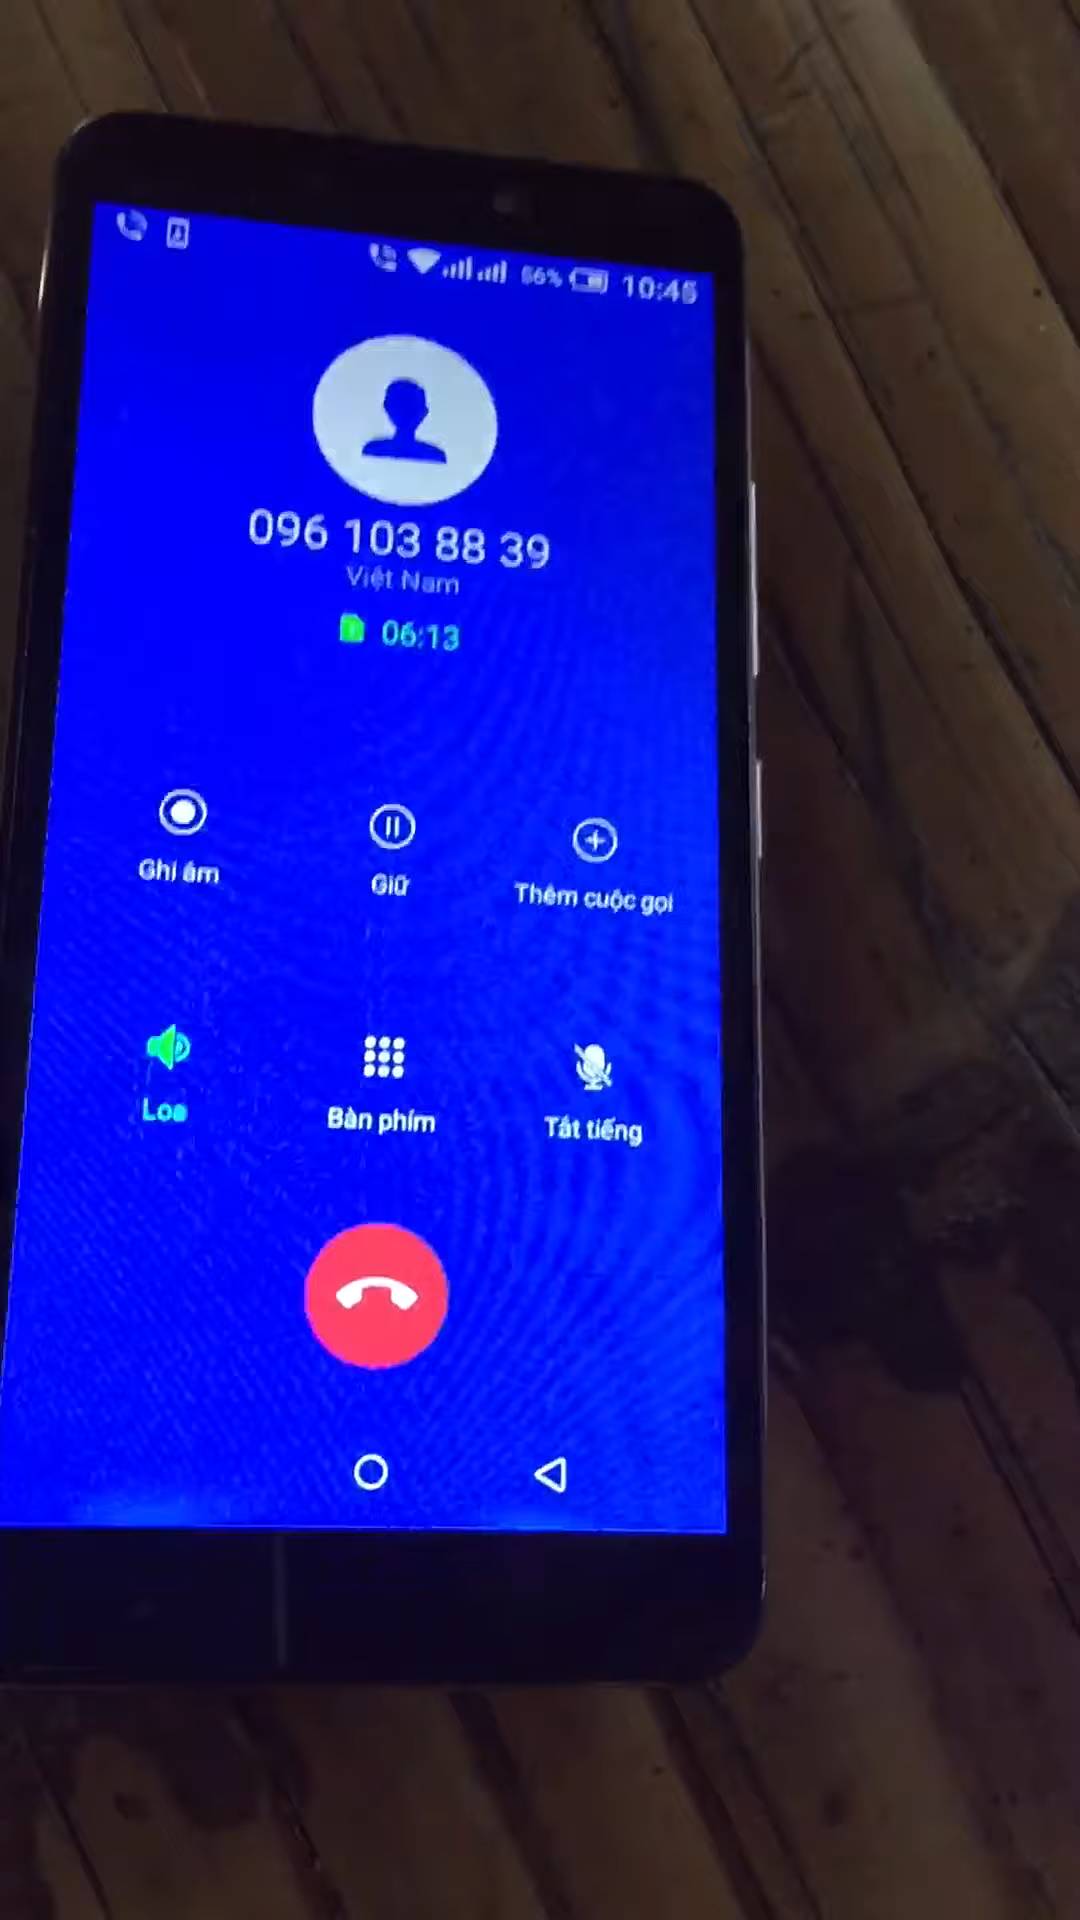 56% 10:45
096 103 88 39
Việt Nam
06:13
Ghi âm Giữ Thêm cuộc gọi
Loa Bàn phím Tắt tiếng